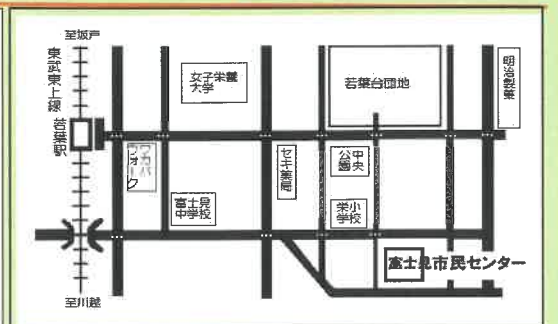 至坂戸
東武東上線
若葉駅
女子栄養
大学
若葉台団地
明治製菓
ワカバ
ウォーク
セキ薬局
中央
公園
富士見
中学校
栄小
学校
富士見市民センター
至川越